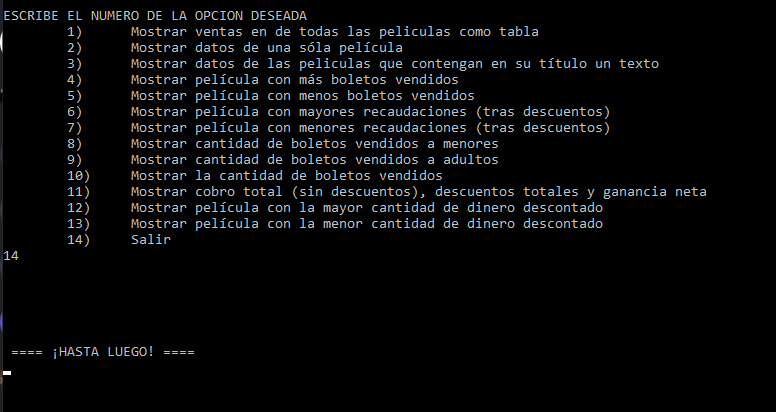 ESCRIBE EL NUMERO DE LA OPCION DESEADA
1) Mostrar ventas en de todas las peliculas como tabla
2) Mostrar datos de una sóla película
3) Mostrar datos de las peliculas que contengan en su título un texto
4) Mostrar película con más boletos vendidos
5) Mostrar película con menos boletos vendidos
6) Mostrar película con mayores recaudaciones (tras descuentos)
7) Mostrar película con menores recaudaciones (tras descuentos)
8) Mostrar cantidad de boletos vendidos a menores
9) Mostrar cantidad de boletos vendidos a adultos
10) Mostrar la cantidad de boletos vendidos
11) Mostrar cobro total (sin descuentos), descuentos totales y ganancia neta
12) Mostrar película con la mayor cantidad de dinero descontado
13) Mostrar película con la menor cantidad de dinero descontado
14) Salir
14
==== ¡HASTA LUEGO! ====